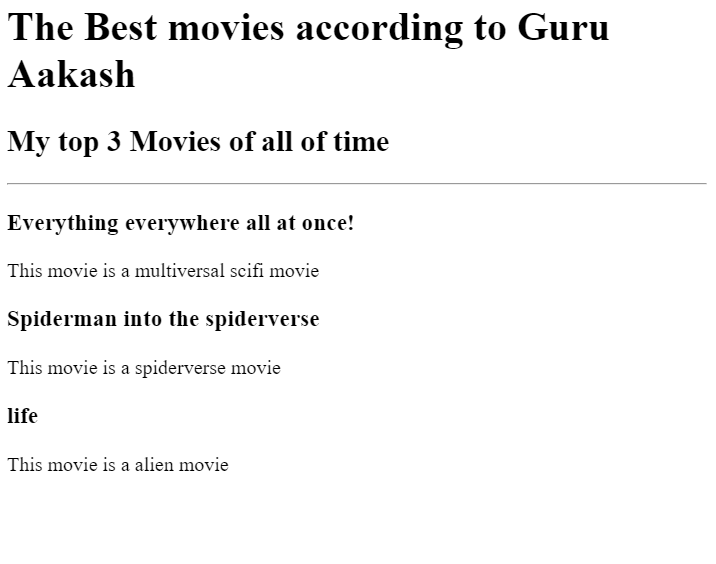 The Best movies according to Guru
Aakash
My top 3 Movies of all of time
Everything everywhere all at once!
This movie is a multiversal scifi movie
Spiderman into the spiderverse
This movie is a spiderverse movie
life
This movie is a alien movie